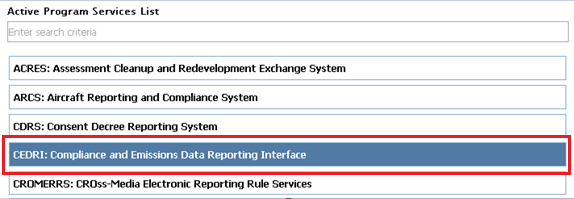 Active Program Services List
Enter search criteria
ACRES: Assessment Cleanup and Redevelopment Exchange System
ARCS: Aircraft Reporting and Compliance System
CDRS: Consent Decree Reporting System
CEDRI: Compliance and Emissions Data Reporting Interface
CROMERRS: CROss-Media Electronic Reporting Rule Services